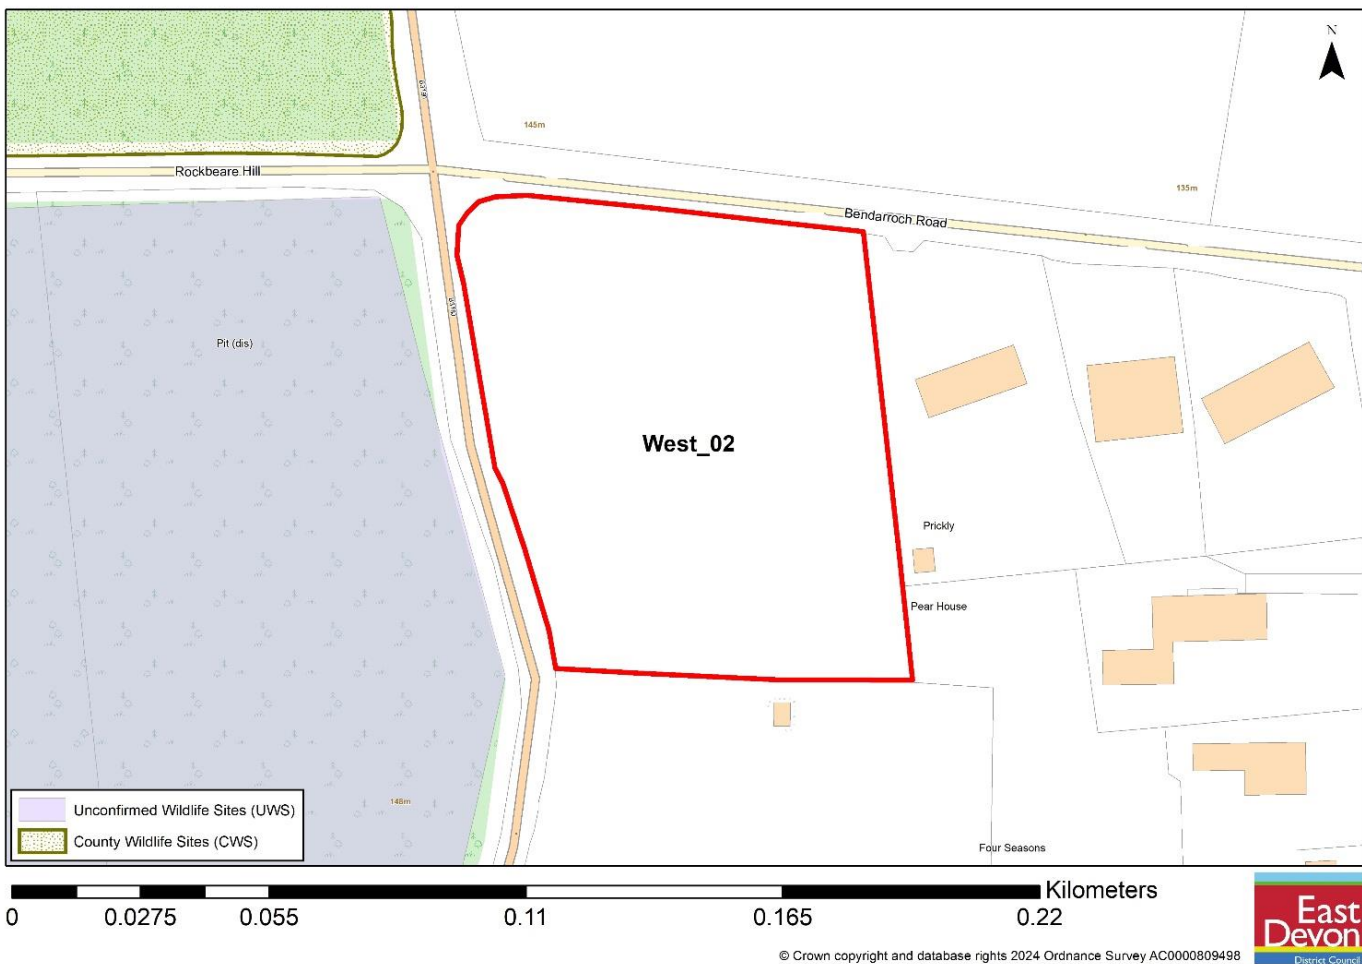 N
145m
Rockbeare Hill
135m
Bendarroch Road
B3180
Pit (dis)
West_02
Prickly
Pear House
148m
Four Seasons
Unconfirmed Wildlife Sites (UWS)
County Wildlife Sites (CWS)
Kilometers
0 0.0275 0.055 0.11 0.165 0.22
East
Devon
District Council
© Crown copyright and database rights 2024 Ordnance Survey AC0000809498